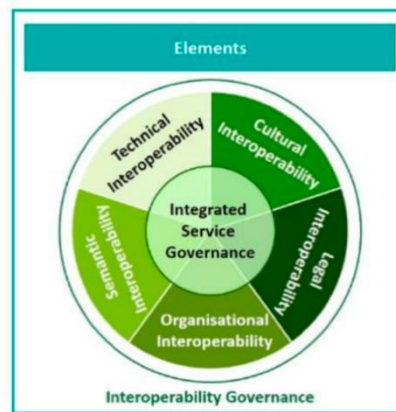 Elements
Technical
Interoperability
Cultural
Interoperability
Integrated
Service
Governance
Semantic
Interoperability
Legal
Interoperability
Organisational
Interoperability
Interoperability Governance